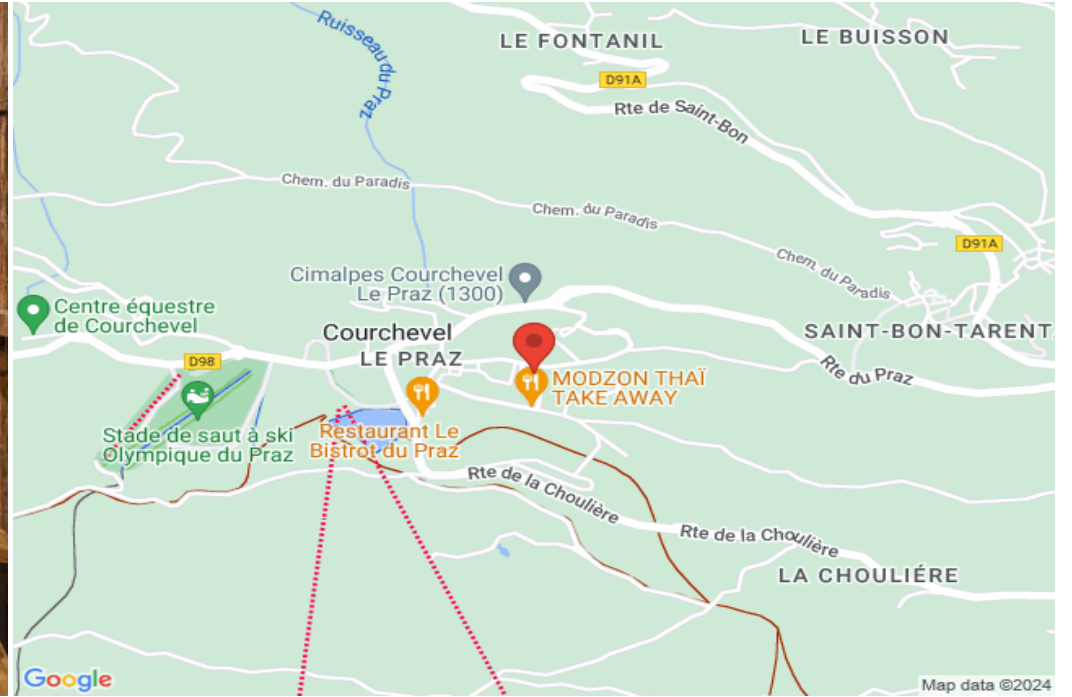 Ruisseau du Praz
LE FONTANIL
LE BUISSON
D91A
Rte de Saint-Bon
Chem. du Paradis
Chem. du Paradis
Chem. du Paradis
D91A
Cimalpes Courchevel
Le Praz (1300)
Centre équestre
de Courchevel
Courchevel
LE PRAZ
SAINT-BON-TARENT
D98
Rte du Praz
MODZON THAÏ
TAKE AWAY
Stade de saut à ski
Olympique du Praz
Restaurant Le
Bistrot du Praz
Rte de la Choulière
Rte de la Choulière
LA CHOULIÉRE
Google
Map data ©2024